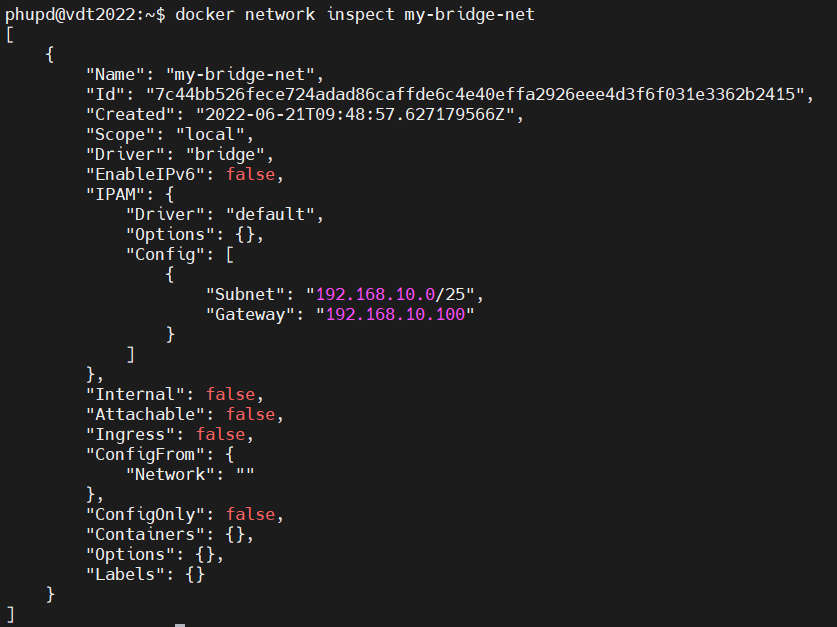 phupd@vdt2022:~$ docker network inspect my-bridge-net
[
    {
        "Name": "my-bridge-net",
        "Id": "7c44bb526fece724adad86caffde6c4e40effa2926eee4d3f6f031e3362b2415",
        "Created": "2022-06-21T09:48:57.627179566Z",
        "Scope": "local",
        "Driver": "bridge",
        "EnableIPv6": false,
        "IPAM": {
            "Driver": "default",
            "Options": {},
            "Config": [
                {
                    "Subnet": "192.168.10.0/25",
                    "Gateway": "192.168.10.100"
                }
            ]
        },
        "Internal": false,
        "Attachable": false,
        "Ingress": false,
        "ConfigFrom": {
            "Network": ""
        },
        "ConfigOnly": false,
        "Containers": {},
        "Options": {},
        "Labels": {}
    }
]